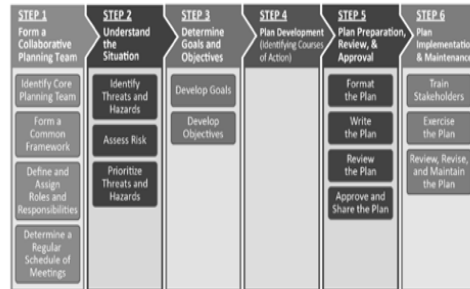 STEP 1
Form a
Collaborative
Planning Team
Identify Core
Planning Team
Form a
Common
Framework
Define and
Assign
Roles and
Responsibilities
Determine a
Regular
Schedule of
Meetings
STEP 2
Understand
the
Situation
Identify
Threats and
Hazards
Assess Risk
Prioritize
Threats and
Hazards
STEP 3
Determine
Goals and
Objectives
Develop Goals
Develop
Objectives
STEP 4
Plan Development
(Identifying Courses
of Action)
STEP 5
Plan Preparation,
Review, &
Approval
Format
the Plan
Write
the Plan
Review
the Plan
Approve and
Share the Plan
STEP 6
Plan
Implementation
& Maintenance
Train
Stakeholders
Exercise
the Plan
Review, Revise,
and Maintain
the Plan